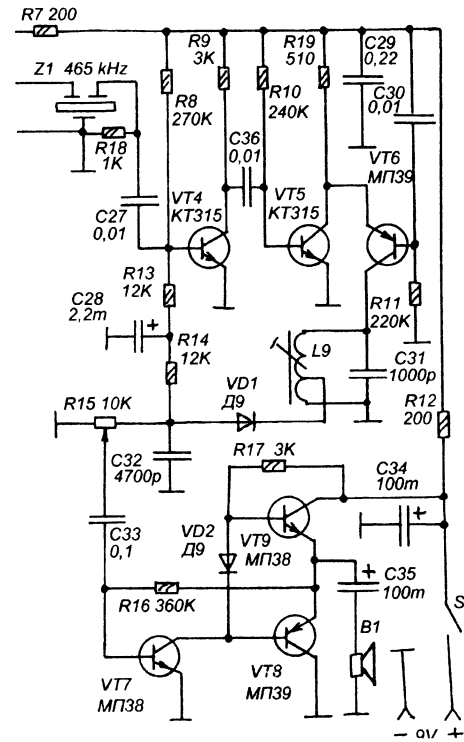 R7 200
Z1 465 kHz
R18
1K
C27
0,01
R8
270K
R9
3K
C36
0,01
R10
240K
R19
510
C29
0,22
C30
0,01
VT4
КТ315
VT5
КТ315
VT6
МП39
R13
12K
C28
2,2m
+
R14
12K
R11
220K
L9
C31
1000p
R12
200
VD1
Д9
R15 10K
C32
4700p
R17 3K
C34
100m
+
C33
0,1
VD2
Д9
VT9
МП38
R16 360K
+
C35
100m
B1
S
VT7
МП38
VT8
МП39
- 9V +